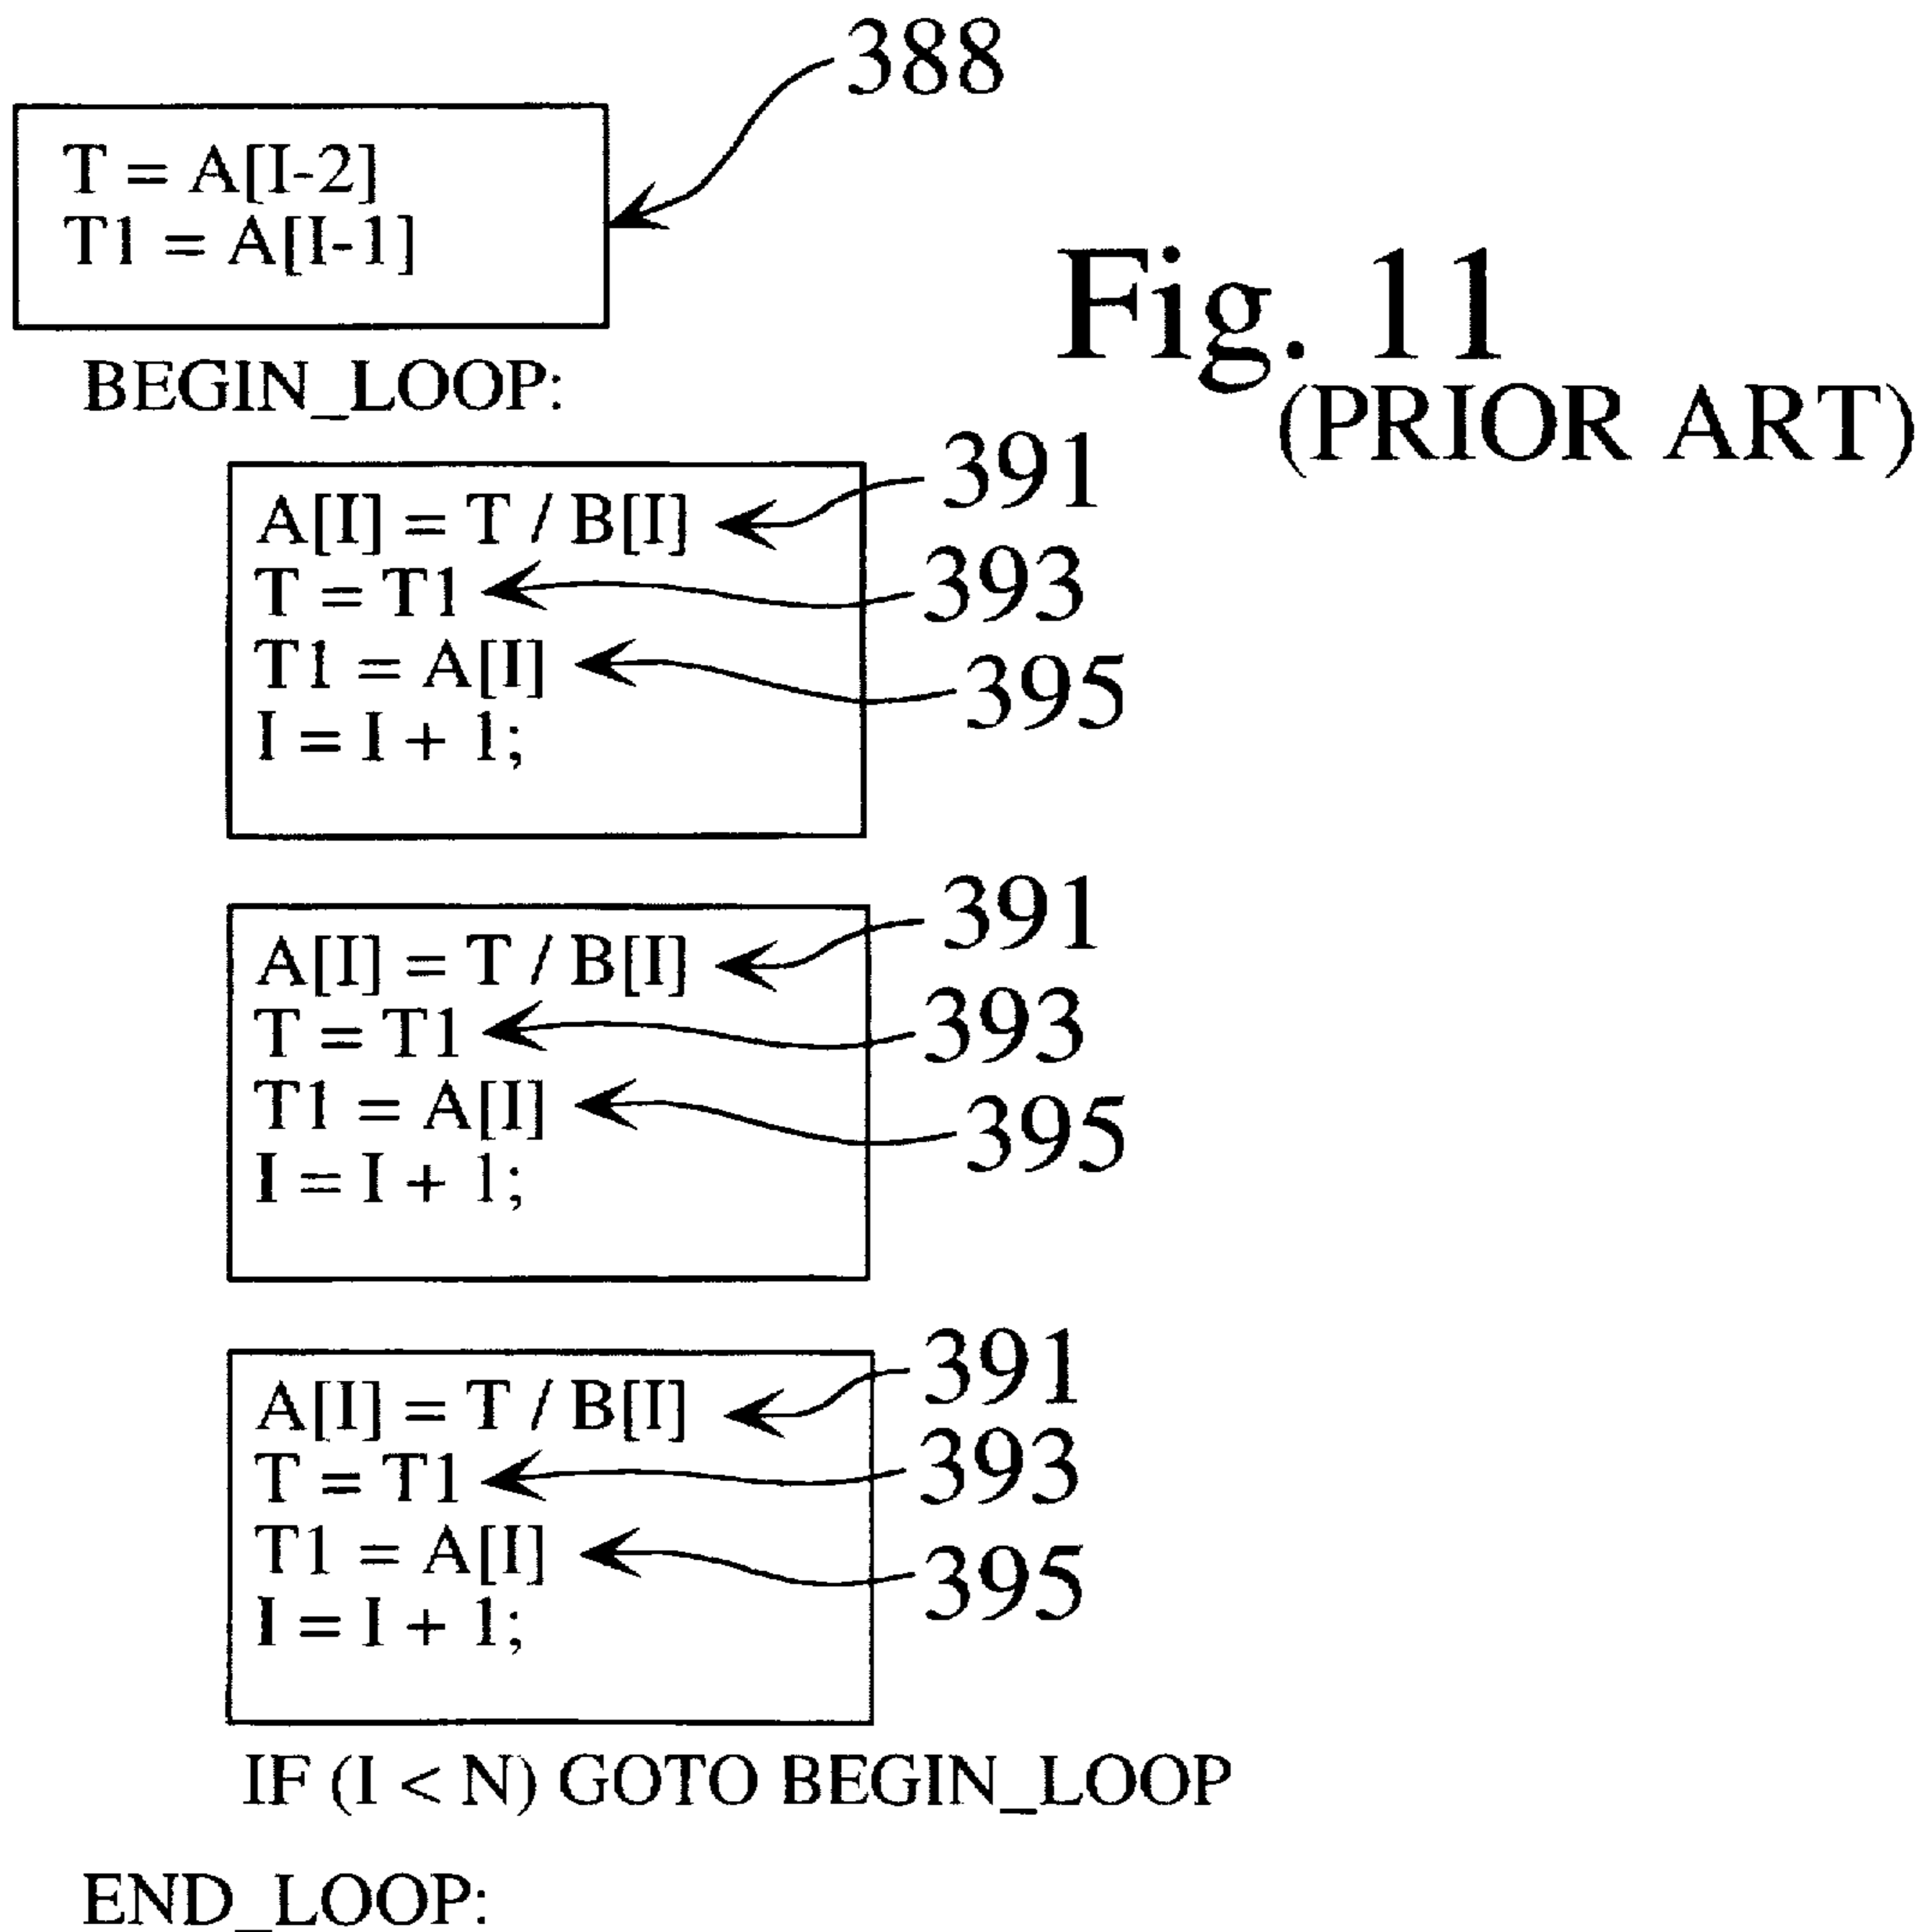 388
T = A[I-2]
T1 = A[I-1]
Fig. 11
(PRIOR ART)
BEGIN_LOOP:
A[I] = T / B[I]
391
T = T1
393
T1 = A[I]
395
I = I + 1;
A[I] = T / B[I]
391
T = T1
393
T1 = A[I]
395
I = I + 1;
A[I] = T / B[I]
391
T = T1
393
T1 = A[I]
395
I = I + 1;
IF (I < N) GOTO BEGIN_LOOP
END_LOOP: